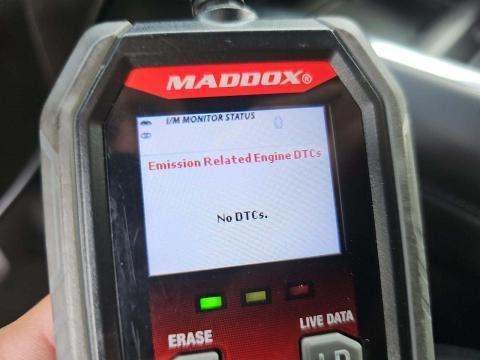 MADDOX®
I/M MONITOR STATUS
Emission Related Engine DTCs
No DTCs.
ERASE
LIVE DATA